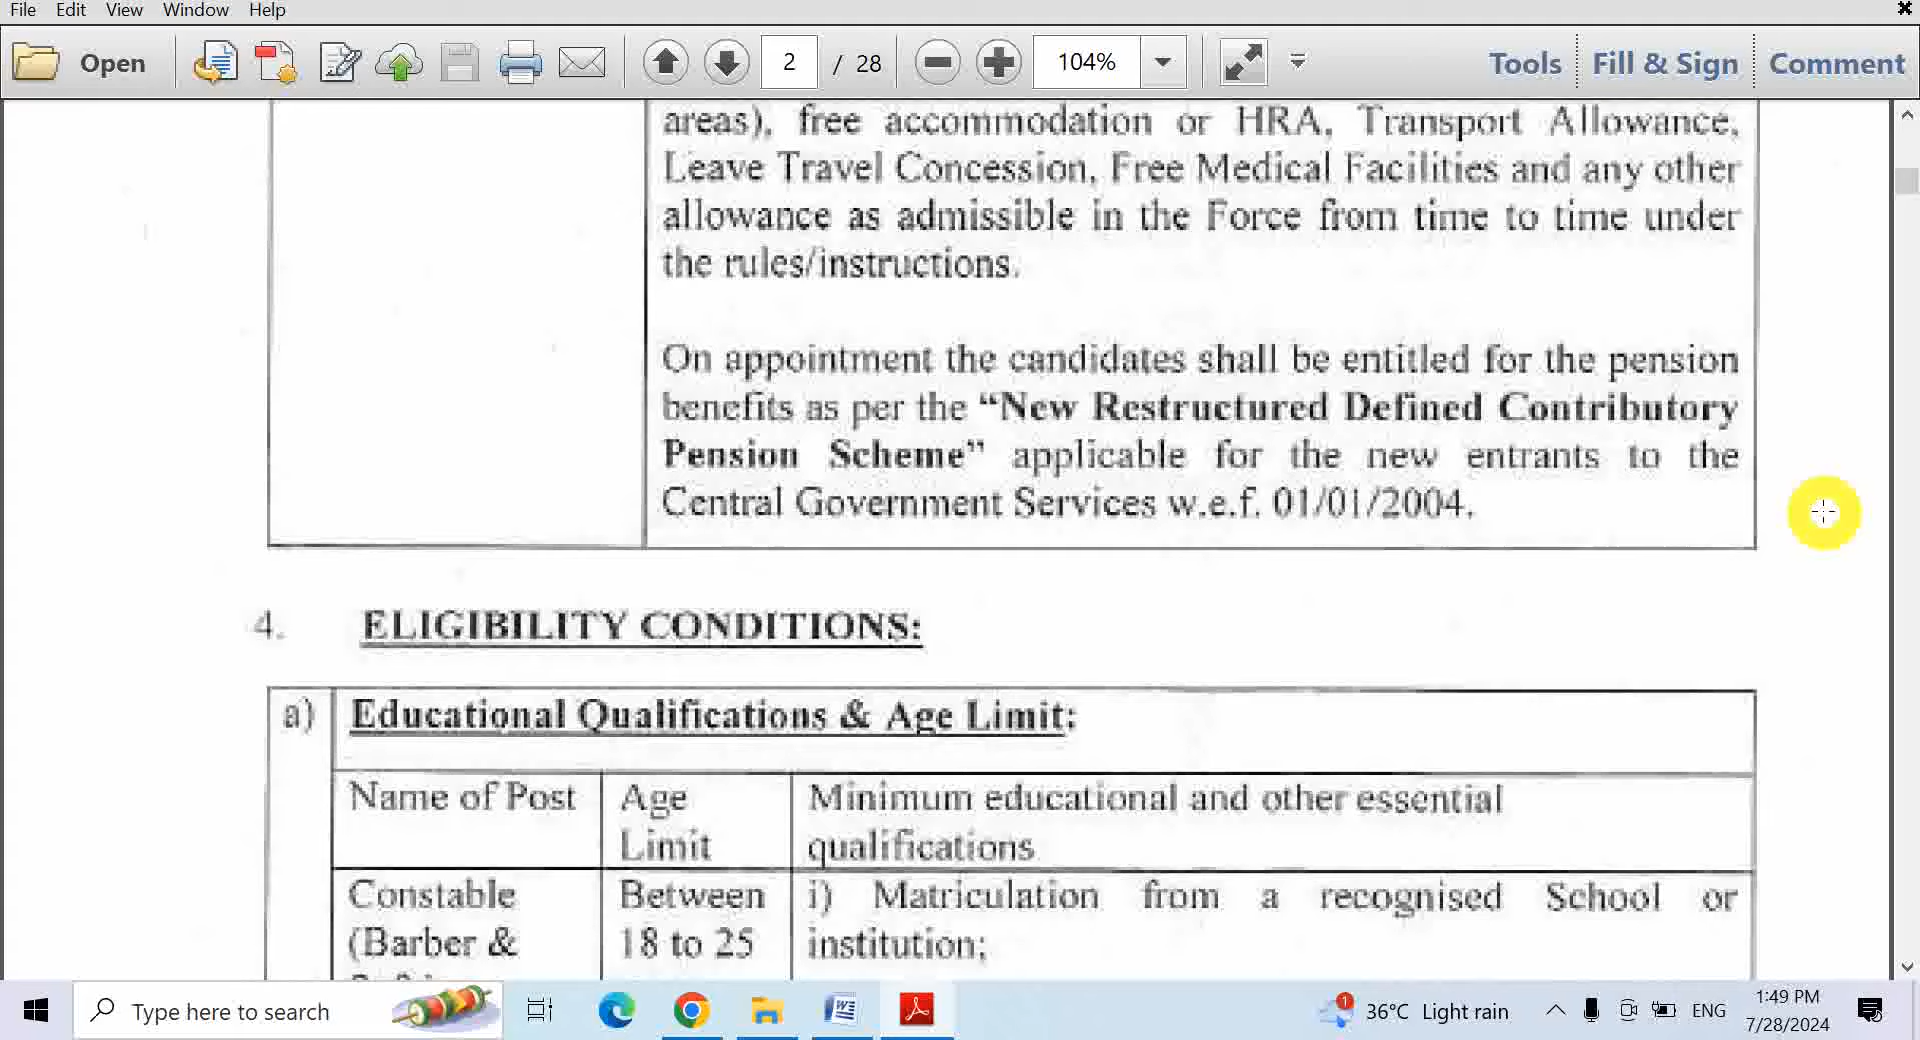 File Edit View Window Help
Open 2 / 28 104% Tools Fill & Sign Comment
areas), free accommodation or HRA, Transport Allowance,
Leave Travel Concession, Free Medical Facilities and any other
allowance as admissible in the Force from time to time under
the rules/instructions.
On appointment the candidates shall be entitled for the pension
benefits as per the “New Restructured Defined Contributory
Pension Scheme” applicable for the new entrants to the
Central Government Services w.e.f. 01/01/2004.
4. ELIGIBILITY CONDITIONS:
a) Educational Qualifications & Age Limit:
Name of Post
Age
Limit
Minimum educational and other essential
qualifications
Constable
(Barber &
Between
18 to 25
i) Matriculation from a recognised School or
institution;
Type here to search
1
36°C Light rain
ENG
1:49 PM
7/28/2024